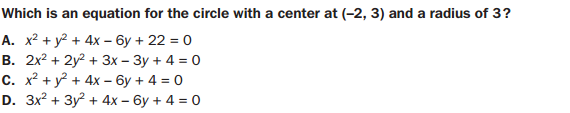 Which is an equation for the circle with a center at (–2, 3) and a radius of 3?
A. x² + y² + 4x – 6y + 22 = 0
B. 2x² + 2y² + 3x – 3y + 4 = 0
C. x² + y² + 4x – 6y + 4 = 0
D. 3x² + 3y² + 4x – 6y + 4 = 0